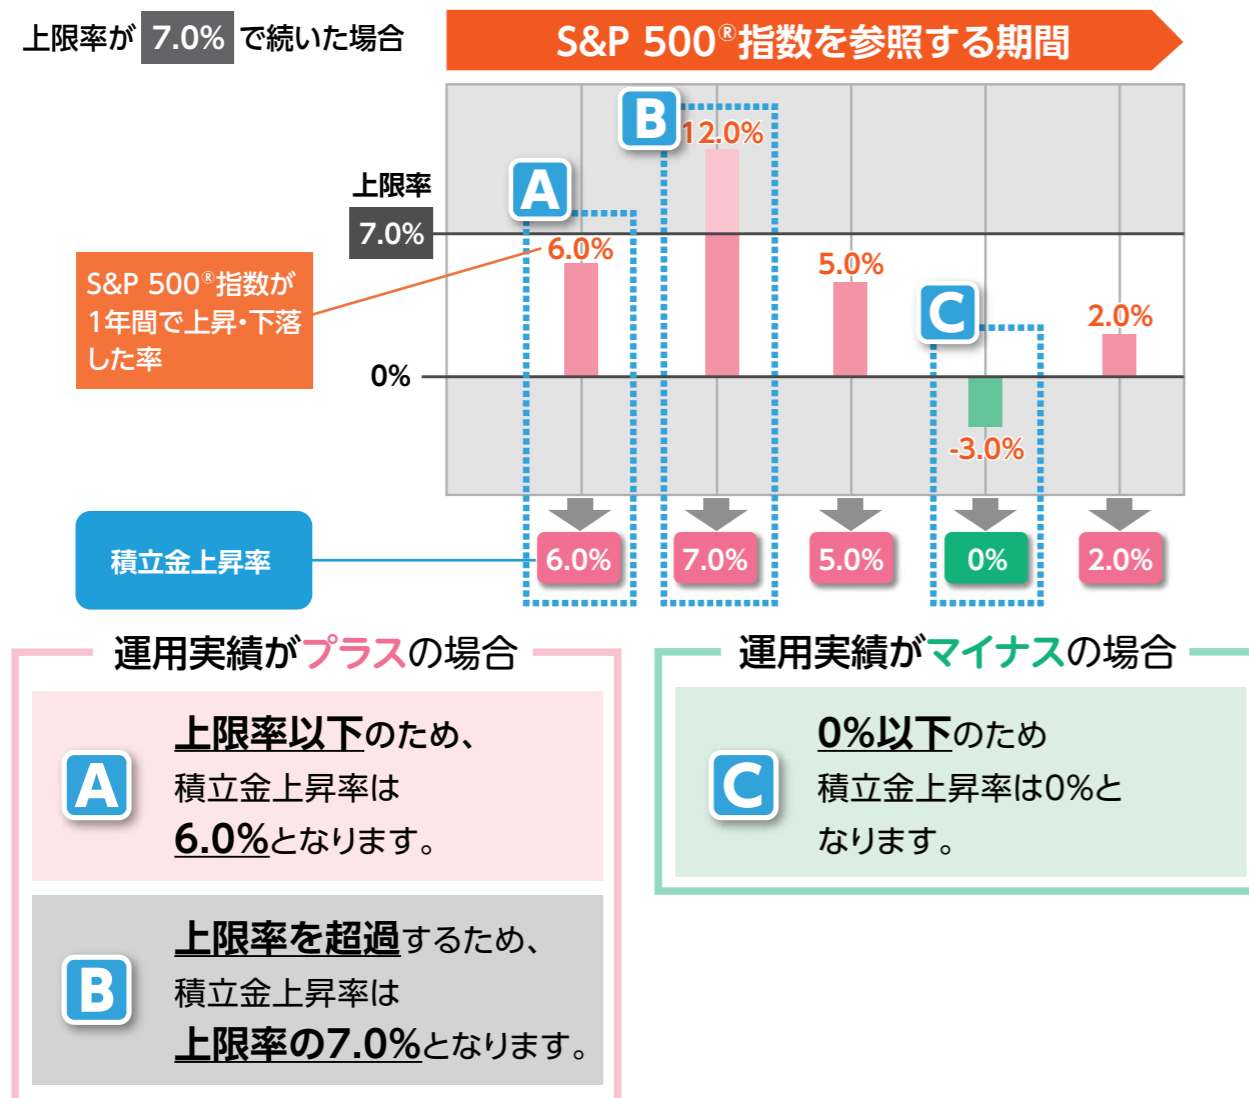 上限率が 7.0% で続いた場合
S&P 500®指数を参照する期間
B
12.0%
A
上限率
7.0%
6.0%
5.0%
C
2.0%
S&P 500®指数が
1年間で上昇・下落
した率
0%
-3.0%
積立金上昇率
6.0%
7.0%
5.0%
0%
2.0%
運用実績がプラスの場合
A
上限率以下のため、
積立金上昇率は
6.0%となります。
B
上限率を超過するため、
積立金上昇率は
上限率の7.0%となります。
運用実績がマイナスの場合
C
0%以下のため
積立金上昇率は0%と
なります。